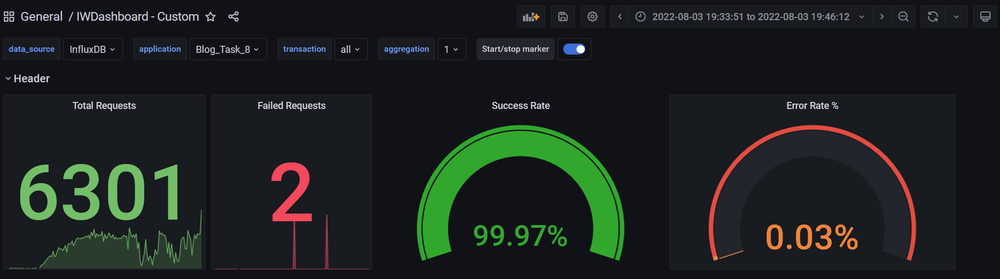 General / IWDashboard - Custom
2022-08-03 19:33:51 to 2022-08-03 19:46:12
data_source InfluxDB application Blog_Task_8 transaction all aggregation 1 Start/stop marker
Header
Total Requests Failed Requests Success Rate Error Rate %
6301 2 99.97% 0.03%